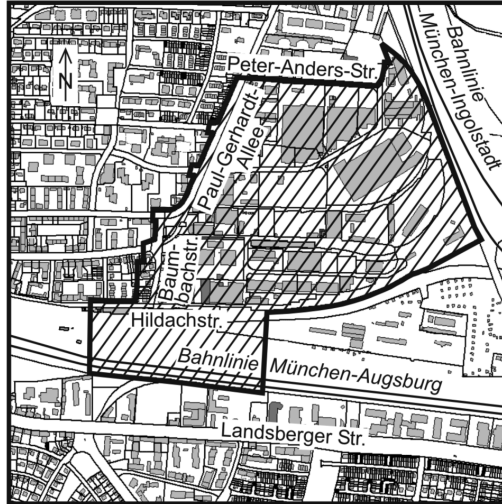 Peter-Anders-Str.
Bahnlinie
München-Ingolstadt
N
Paul-Gerhardt-
Allee
Baum-
bachstr.
Hildachstr.
Bahnlinie München-Augsburg
Landsberger Str.